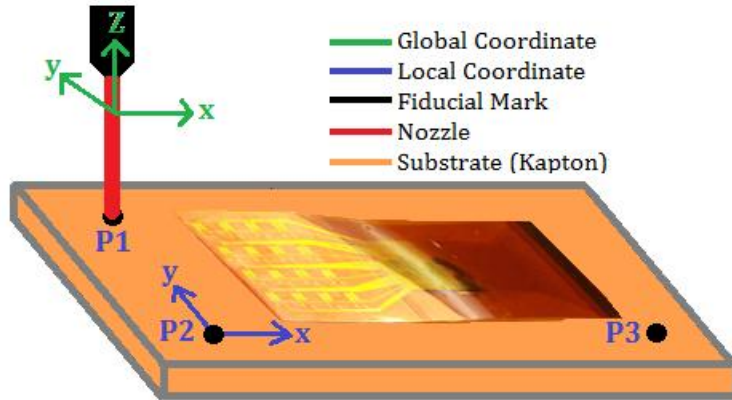 Z
y
x
Global Coordinate
Local Coordinate
Fiducial Mark
Nozzle
Substrate (Kapton)
P1
y
P2
x
P3